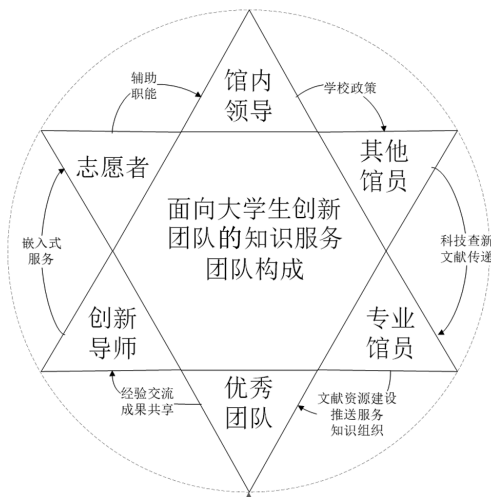 馆内
领导
辅助
职能
学校政策
志愿者
其他
馆员
面向大学生创新
团队的知识服务
团队构成
嵌入式
服务
科技查新
文献传递
创新
导师
专业
馆员
优秀
团队
经验交流
成果共享
文献资源建设
推送服务
知识组织